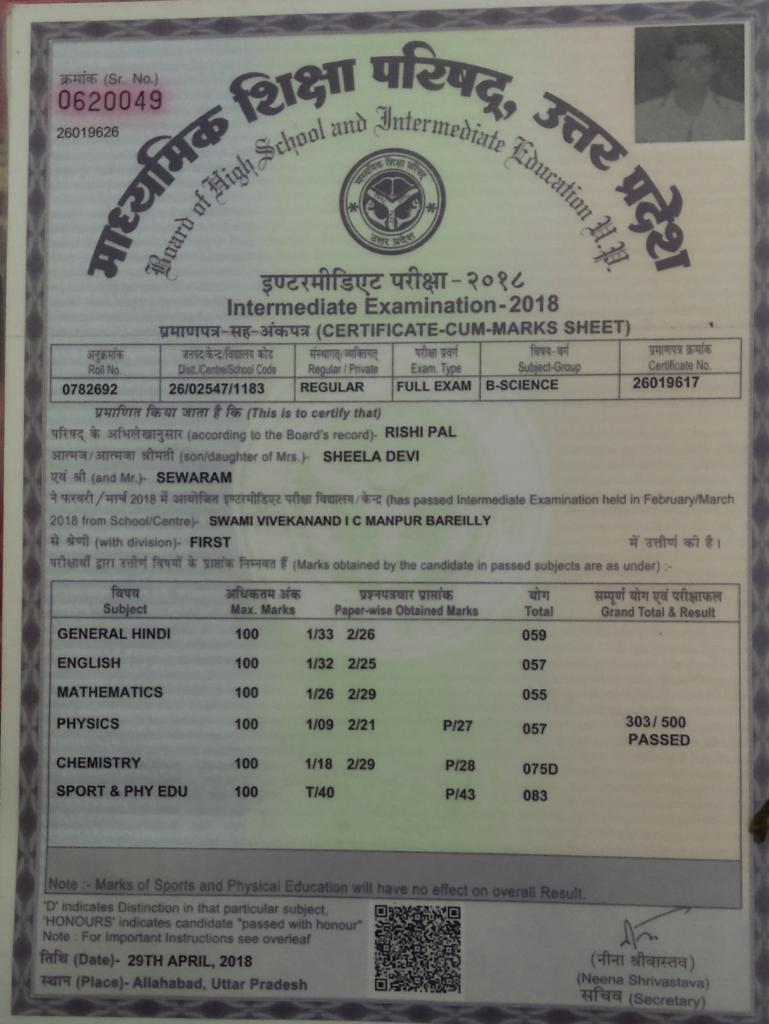 क्रमांक (Sr. No.)
0620049
26019626
माध्यमिक शिक्षा परिषद्, उत्तर प्रदेश
Board of High School and Intermediate Education U.P.
माध्यमिक शिक्षा परिषद्
उत्तर प्रदेश
इण्टरमीडिएट परीक्षा - २०१८
Intermediate Examination-2018
प्रमाणपत्र-सह-अंकपत्र (CERTIFICATE-CUM-MARKS SHEET)
अनुक्रमांक जनपद/केन्द्र/विद्यालय कोड संस्थागत/व्यक्तिगत परीक्षा प्रवर्ग विषय-वर्ग प्रमाणपत्र क्रमांक
Roll No. Distt./Centre/School Code Regular / Private Exam. Type Subject-Group Certificate No.
0782692 26/02547/1183 REGULAR FULL EXAM B-SCIENCE 26019617
प्रमाणित किया जाता है कि (This is to certify that)
परिषद् के अभिलेखानुसार (according to the Board's record)- RISHI PAL
आत्मज/आत्मजा श्रीमती (son/daughter of Mrs.)- SHEELA DEVI
एवं श्री (and Mr.)- SEWARAM
ने फरवरी/मार्च 2018 में आयोजित इण्टरमीडिएट परीक्षा विद्यालय/केन्द्र (has passed Intermediate Examination held in February/March
2018 from School/Centre)- SWAMI VIVEKANAND I C MANPUR BAREILLY
से श्रेणी (with division)- FIRST में उत्तीर्ण की है।
परीक्षार्थी द्वारा उत्तीर्ण विषयों के प्राप्तांक निम्नवत हैं (Marks obtained by the candidate in passed subjects are as under) :-
विषय अधिकतम अंक प्रश्नपत्रवार प्राप्तांक योग सम्पूर्ण योग एवं परीक्षाफल
Subject Max. Marks Paper-wise Obtained Marks Total Grand Total & Result
GENERAL HINDI 100 1/33 2/26 059
ENGLISH 100 1/32 2/25 057
MATHEMATICS 100 1/26 2/29 055
PHYSICS 100 1/09 2/21 P/27 057 303/ 500
PASSED
CHEMISTRY 100 1/18 2/29 P/28 075D
SPORT & PHY EDU 100 T/40 P/43 083
Note :- Marks of Sports and Physical Education will have no effect on overall Result.
'D' indicates Distinction in that particular subject,
'HONOURS' indicates candidate "passed with honour"
Note : For Important Instructions see overleaf
तिथि (Date)- 29TH APRIL, 2018
स्थान (Place)- Allahabad, Uttar Pradesh
(नीना श्रीवास्तव)
(Neena Shrivastava)
सचिव (Secretary)